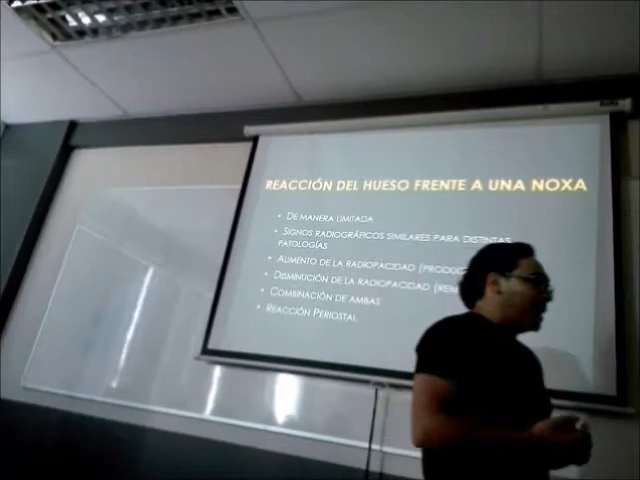 REACCIÓN DEL HUESO FRENTE A UNA NOXA
• DE MANERA LIMITADA
• SIGNOS RADIOGRÁFICOS SIMILARES PARA DISTINTAS
PATOLOGÍAS
• AUMENTO DE LA RADIOPACIDAD
• DISMINUCIÓN DE LA RADIOPACIDAD
• COMBINACIÓN DE AMBAS
• REACCIÓN PERIOSTAL